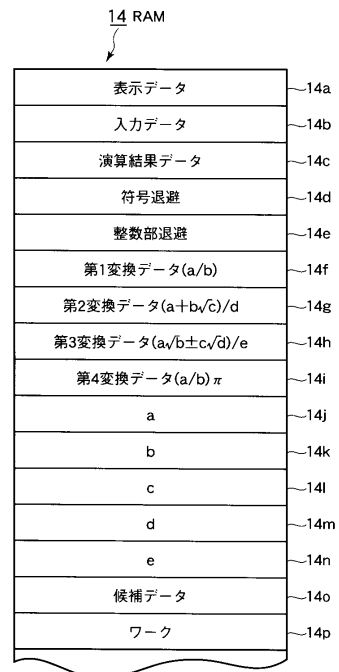 14 RAM
表示データ 14a
入力データ 14b
演算結果データ 14c
符号退避 14d
整数部退避 14e
第1変換データ(a/b) 14f
第2変換データ(a+b√c)/d 14g
第3変換データ(a√b±c√d)/e 14h
第4変換データ(a/b)π 14i
a 14j
b 14k
c 14l
d 14m
e 14n
候補データ 14o
ワーク 14p